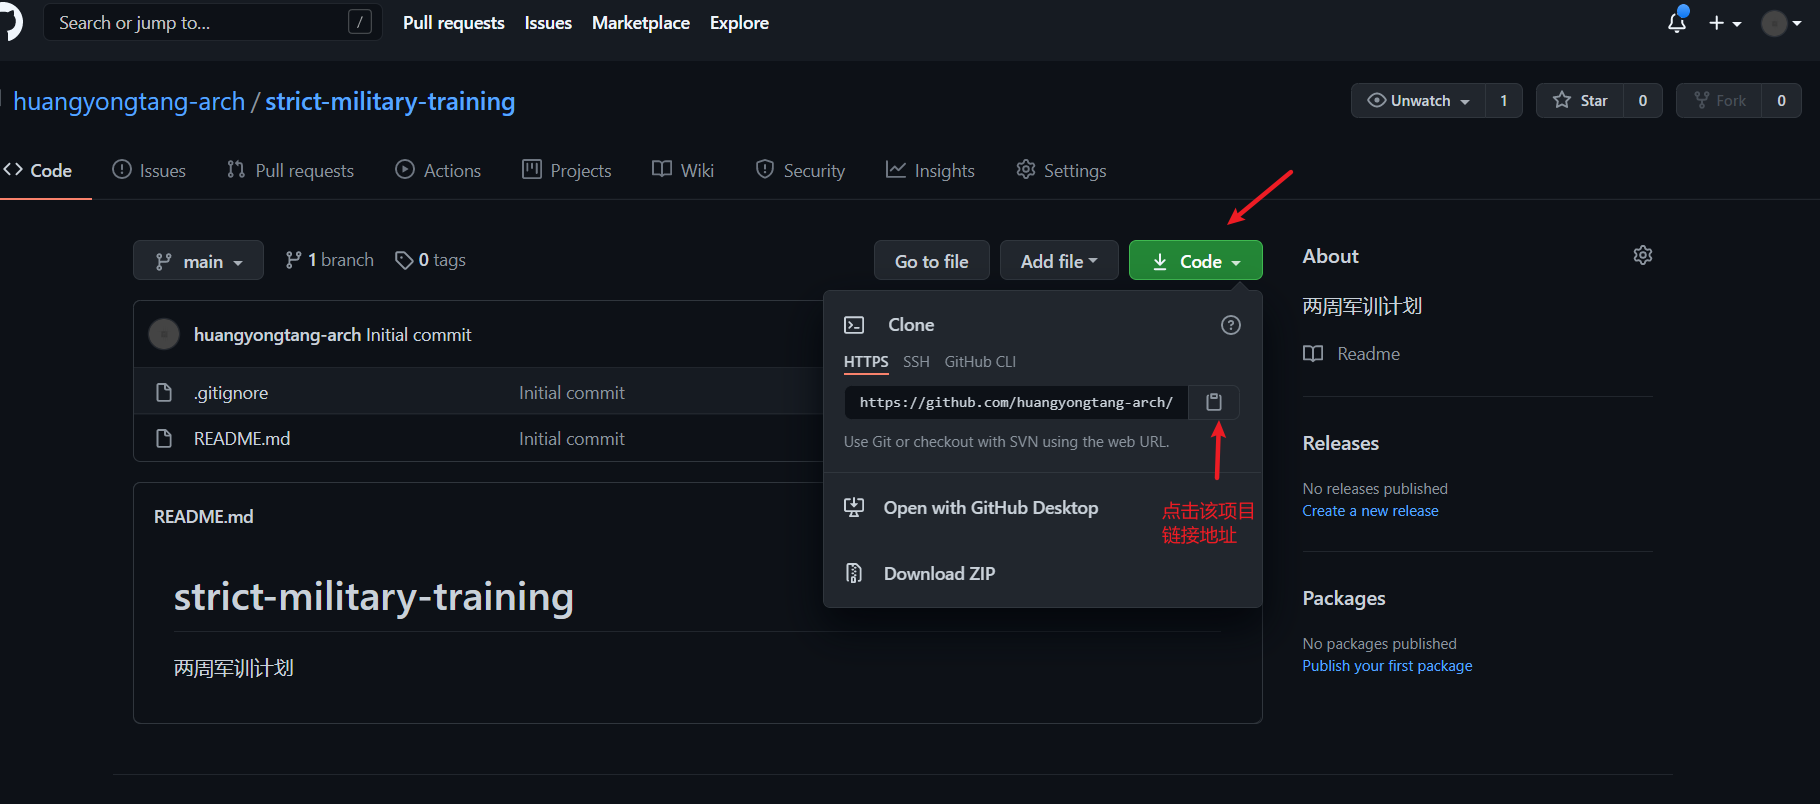 Search or jump to...
/
Pull requests
Issues
Marketplace
Explore
huangyongtang-arch / strict-military-training
Unwatch
1
Star
0
Fork
0
Code
Issues
Pull requests
Actions
Projects
Wiki
Security
Insights
Settings
main
1 branch
0 tags
Go to file
Add file
Code
huangyongtang-arch Initial commit
.gitignore
Initial commit
README.md
Initial commit
Clone
HTTPS
SSH
GitHub CLI
https://github.com/huangyongtang-arch/
Use Git or checkout with SVN using the web URL.
Open with GitHub Desktop
点击该项目
链接地址
Download ZIP
README.md
strict-military-training
两周军训计划
About
两周军训计划
Readme
Releases
No releases published
Create a new release
Packages
No packages published
Publish your first package